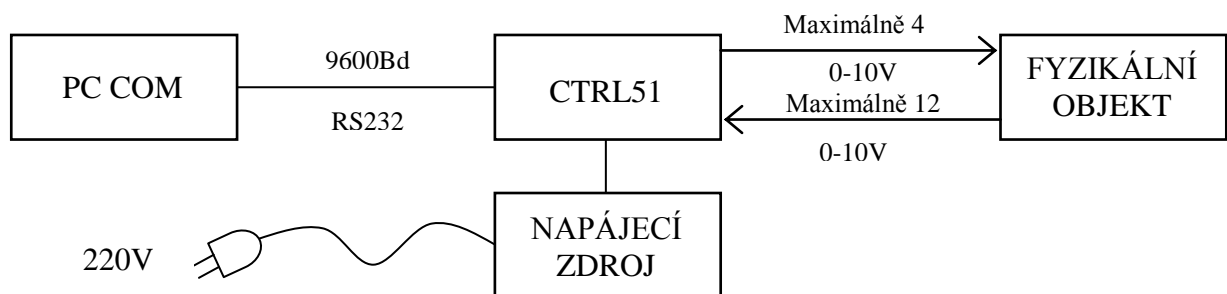 PC COM
9600Bd
RS232
CTRL51
Maximálně 4
0-10V
Maximálně 12
0-10V
FYZIKÁLNÍ
OBJEKT
220V
NAPÁJECÍ
ZDROJ